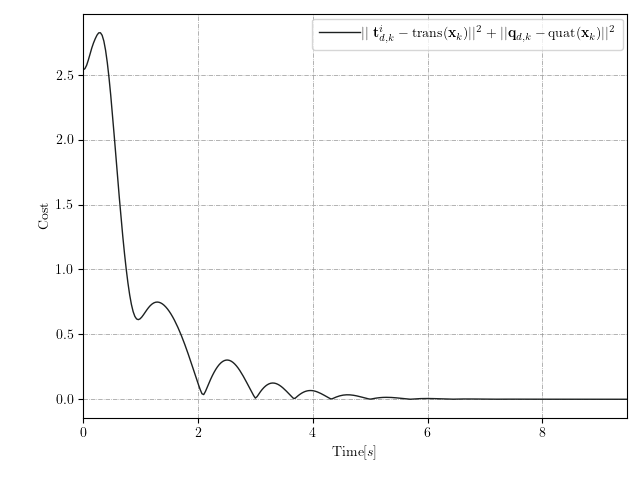 || t^i_{d,k} − trans(x_k)||² + ||q_{d,k} − quat(x_k)||²
2.5
2.0
1.5
1.0
0.5
0.0
Cost
0 2 4 6 8
Time[s]